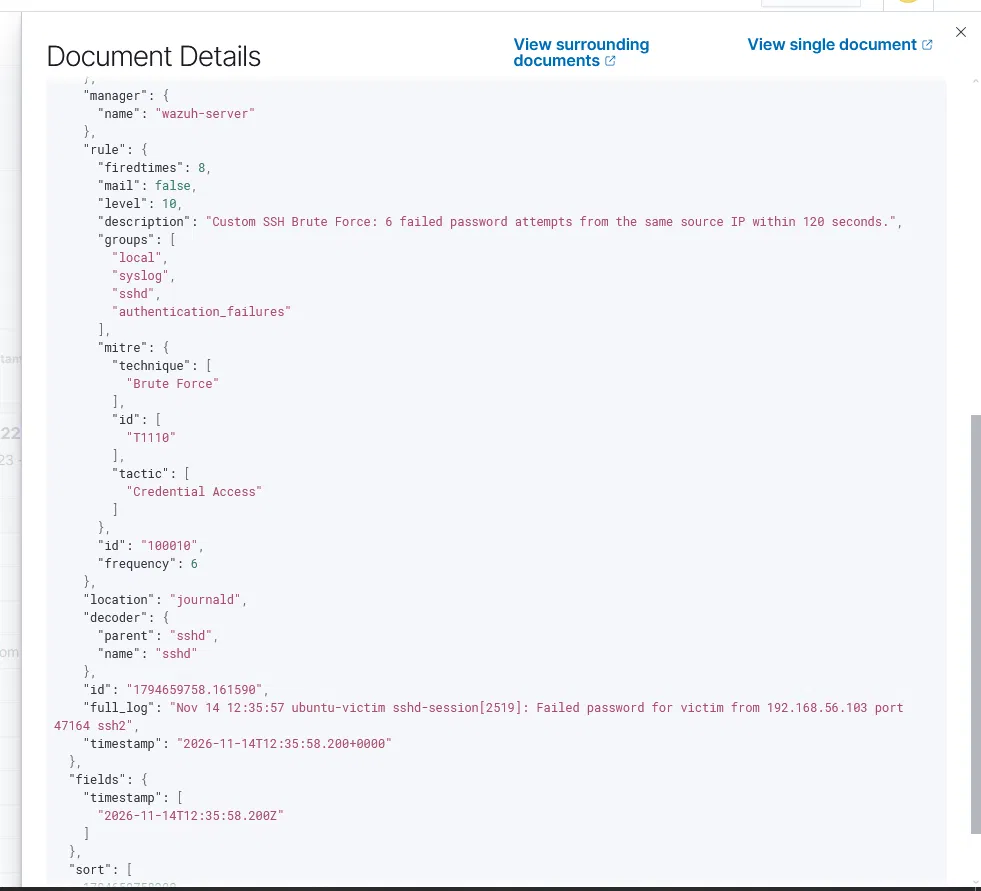 Document Details
View surrounding
documents
View single document
},
"manager": {
"name": "wazuh-server"
},
"rule": {
"firedtimes": 8,
"mail": false,
"level": 10,
"description": "Custom SSH Brute Force: 6 failed password attempts from the same source IP within 120 seconds.",
"groups": [
"local",
"syslog",
"sshd",
"authentication_failures"
],
"mitre": {
"technique": [
"Brute Force"
],
"id": [
"T1110"
],
"tactic": [
"Credential Access"
]
},
"id": "100010",
"frequency": 6
},
"location": "journald",
"decoder": {
"parent": "sshd",
"name": "sshd"
},
"id": "1794659758.161590",
"full_log": "Nov 14 12:35:57 ubuntu-victim sshd-session[2519]: Failed password for victim from 192.168.56.103 port
47164 ssh2",
"timestamp": "2026-11-14T12:35:58.200+0000"
},
"fields": {
"timestamp": [
"2026-11-14T12:35:58.200Z"
]
},
"sort": [